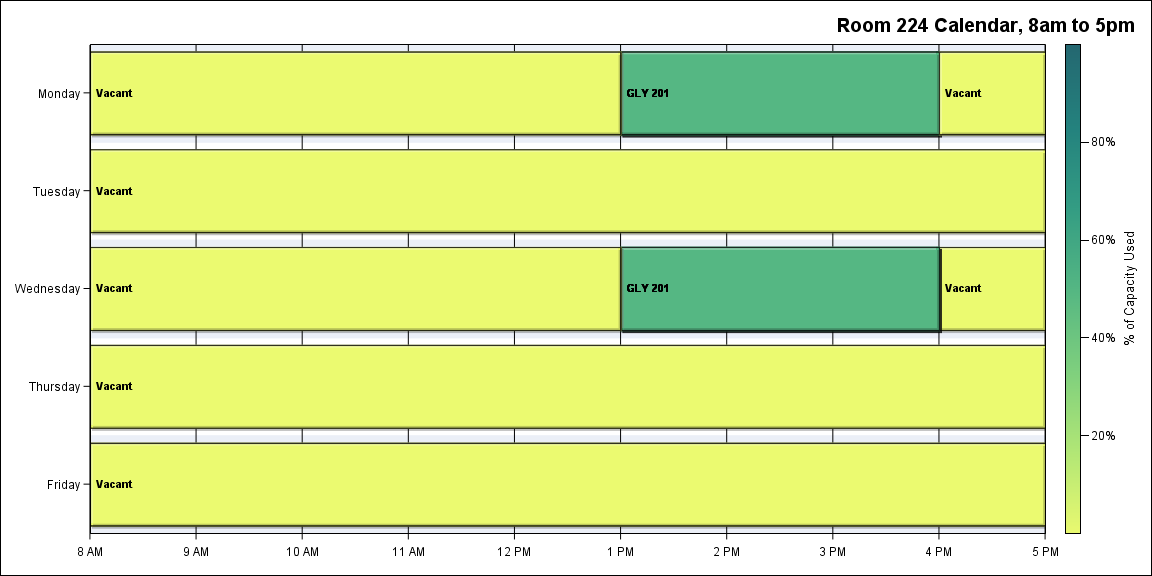 Room 224 Calendar, 8am to 5pm
Monday
Vacant
GLY 201
Vacant
Tuesday
Vacant
Wednesday
Vacant
GLY 201
Vacant
Thursday
Vacant
Friday
Vacant
8 AM
9 AM
10 AM
11 AM
12 PM
1 PM
2 PM
3 PM
4 PM
5 PM
80%
60%
40%
20%
% of Capacity Used